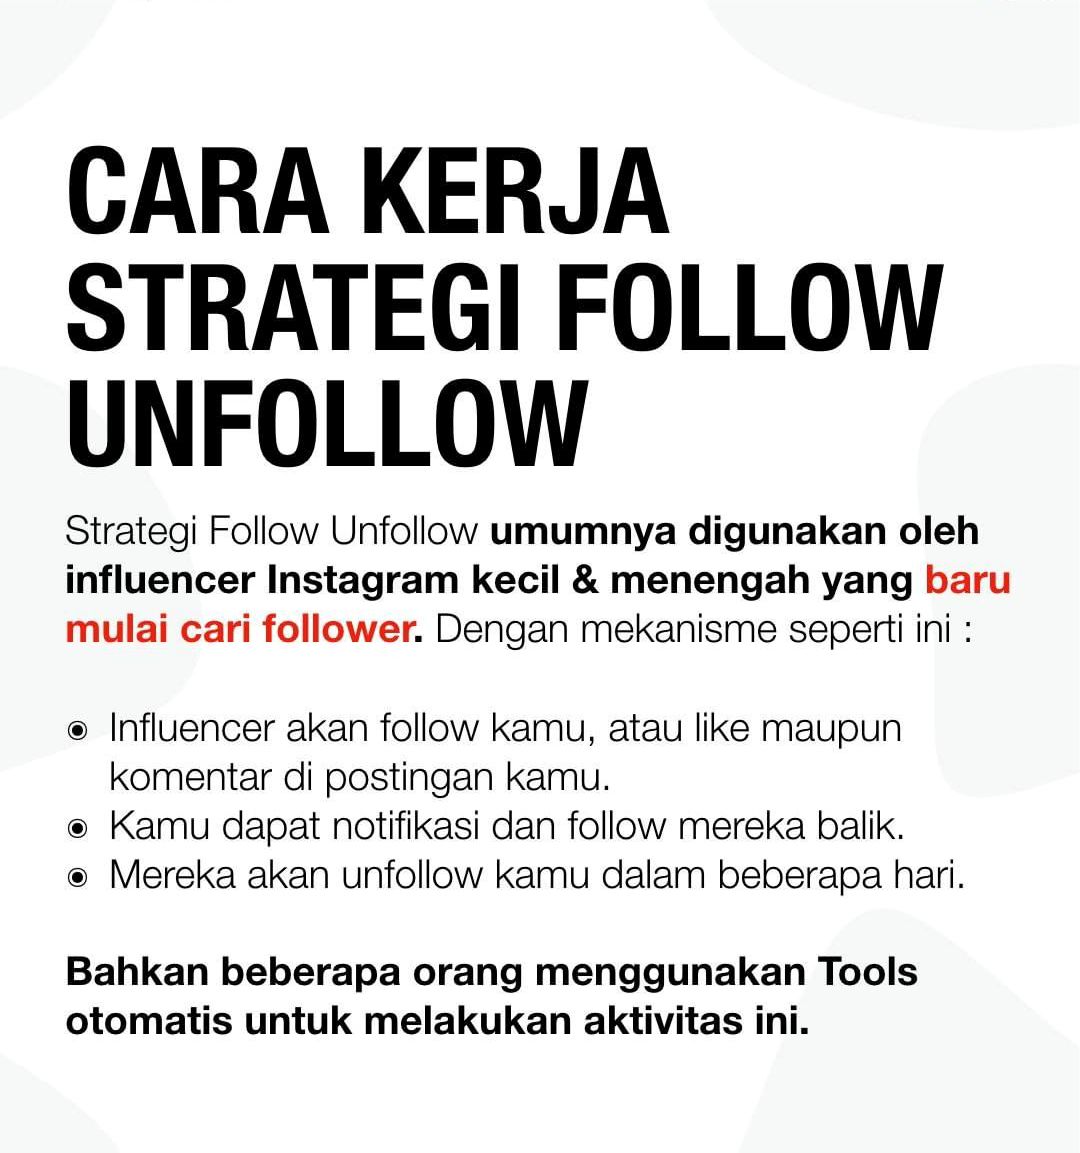 CARA KERJA
STRATEGI FOLLOW
UNFOLLOW
Strategi Follow Unfollow umumnya digunakan oleh
influencer Instagram kecil & menengah yang baru
mulai cari follower. Dengan mekanisme seperti ini :
◉ Influencer akan follow kamu, atau like maupun
komentar di postingan kamu.
◉ Kamu dapat notifikasi dan follow mereka balik.
◉ Mereka akan unfollow kamu dalam beberapa hari.
Bahkan beberapa orang menggunakan Tools
otomatis untuk melakukan aktivitas ini.